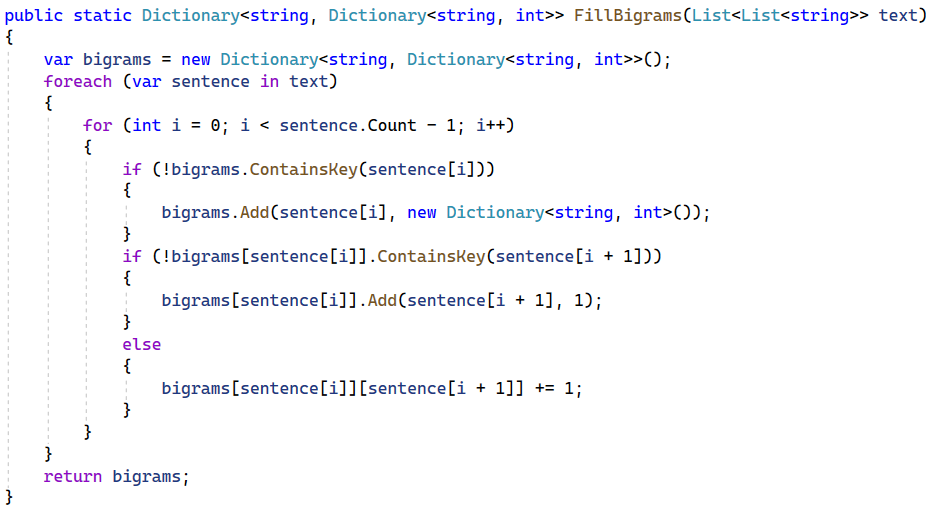 public static Dictionary<string, Dictionary<string, int>> FillBigrams(List<List<string>> text)
{
    var bigrams = new Dictionary<string, Dictionary<string, int>>();
    foreach (var sentence in text)
    {
        for (int i = 0; i < sentence.Count - 1; i++)
        {
            if (!bigrams.ContainsKey(sentence[i]))
            {
                bigrams.Add(sentence[i], new Dictionary<string, int>());
            }
            if (!bigrams[sentence[i]].ContainsKey(sentence[i + 1]))
            {
                bigrams[sentence[i]].Add(sentence[i + 1], 1);
            }
            else
            {
                bigrams[sentence[i]][sentence[i + 1]] += 1;
            }
        }
    }
    return bigrams;
}